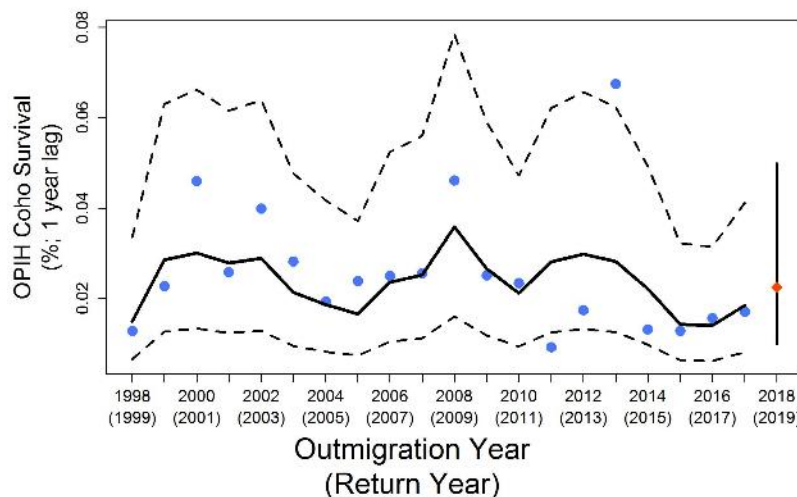 OPIH Coho Survival
(%; 1 year lag)
0.08
0.06
0.04
0.02
1998 2000 2002 2004 2006 2008 2010 2012 2014 2016 2018
(1999) (2001) (2003) (2005) (2007) (2009) (2011) (2013) (2015) (2017) (2019)
Outmigration Year
(Return Year)